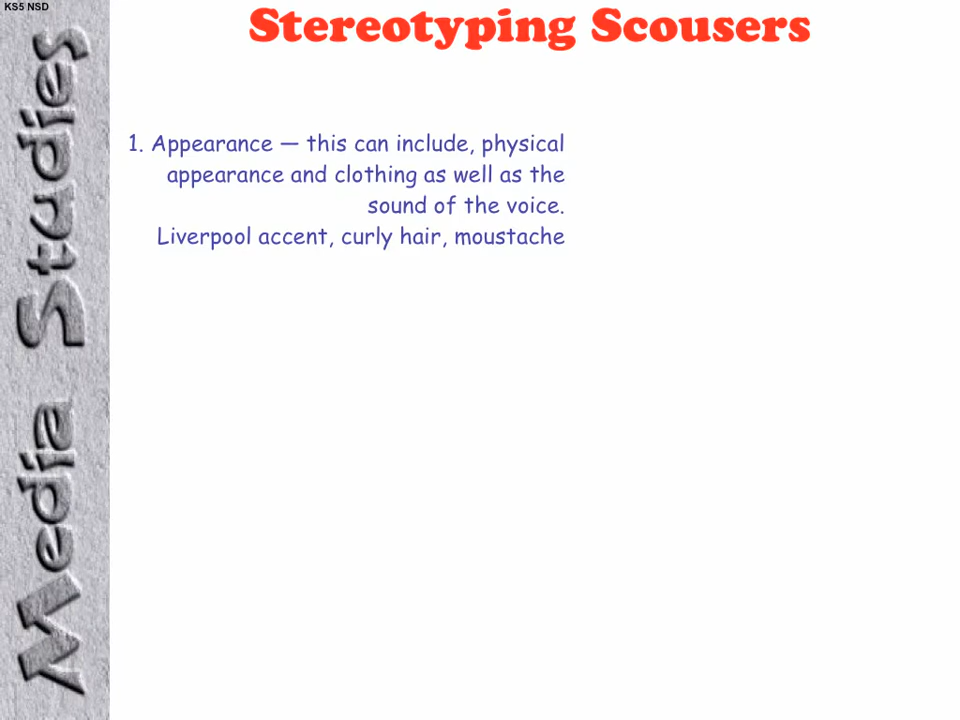 KS5 NSD
Stereotyping Scousers
Media Studies
1. Appearance — this can include, physical
appearance and clothing as well as the
sound of the voice.
Liverpool accent, curly hair, moustache